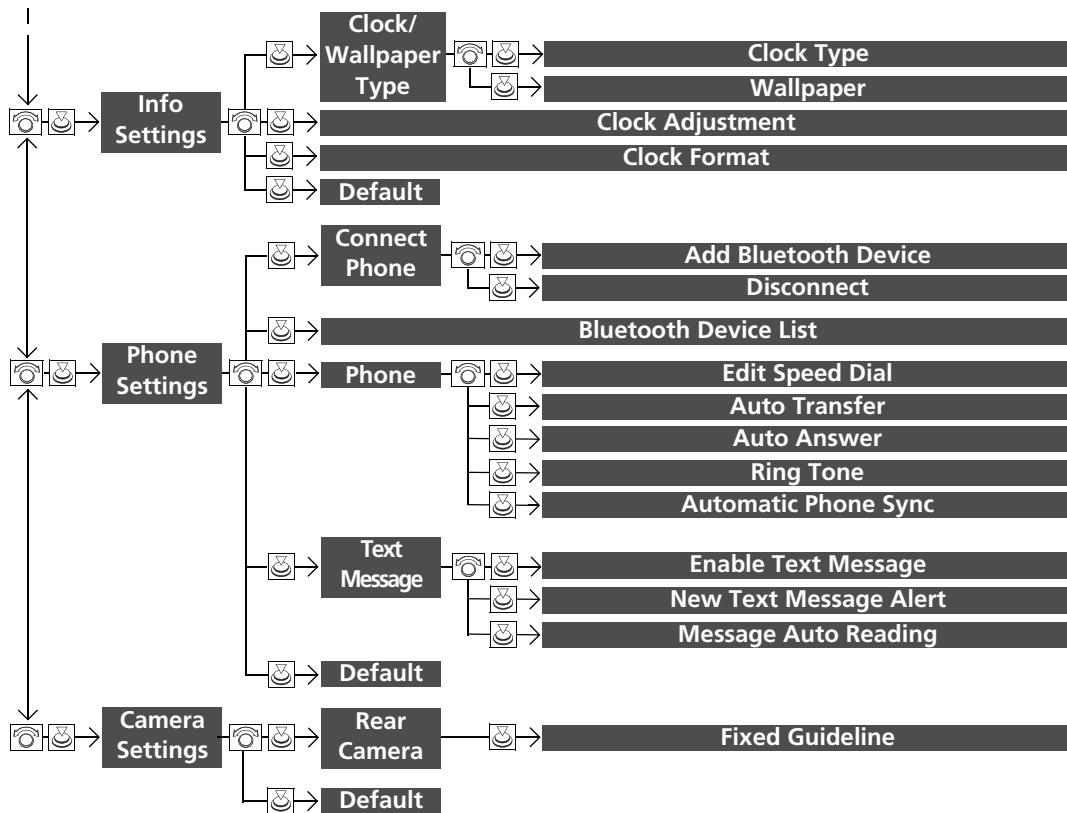 Clock/
Wallpaper
Type
Clock Type
Wallpaper
Info
Settings
Clock Adjustment
Clock Format
Default
Connect
Phone
Add Bluetooth Device
Disconnect
Bluetooth Device List
Phone
Settings
Phone
Edit Speed Dial
Auto Transfer
Auto Answer
Ring Tone
Automatic Phone Sync
Text
Message
Enable Text Message
New Text Message Alert
Message Auto Reading
Default
Camera
Settings
Rear
Camera
Fixed Guideline
Default